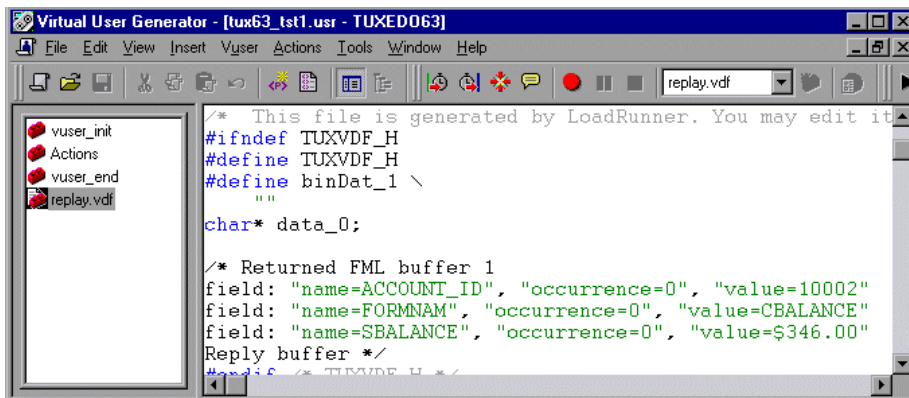 Virtual User Generator - [tux63_tst1.usr - TUXEDO63]
File Edit View Insert Vuser Actions Tools Window Help
replay.vdf
vuser_init
Actions
vuser_end
replay.vdf
/* This file is generated by LoadRunner. You may edit it
#ifndef TUXVDF_H
#define TUXVDF_H
#define binDat_1 \
""
char* data_0;
/* Returned FML buffer 1
field: "name=ACCOUNT_ID", "occurrence=0", "value=10002"
field: "name=FORMNAM", "occurrence=0", "value=CBALANCE"
field: "name=SBALANCE", "occurrence=0", "value=$346.00"
Reply buffer */
#endif /* TUXVDF_H */